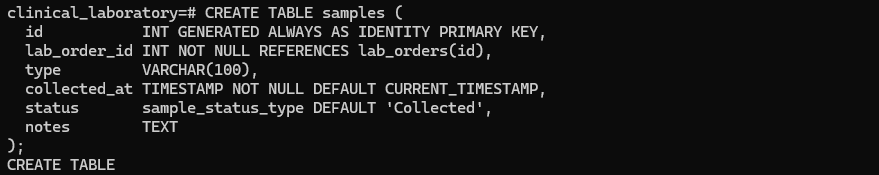 clinical_laboratory=# CREATE TABLE samples (
  id           INT GENERATED ALWAYS AS IDENTITY PRIMARY KEY,
  lab_order_id INT NOT NULL REFERENCES lab_orders(id),
  type         VARCHAR(100),
  collected_at TIMESTAMP NOT NULL DEFAULT CURRENT_TIMESTAMP,
  status       sample_status_type DEFAULT 'Collected',
  notes        TEXT
);
CREATE TABLE